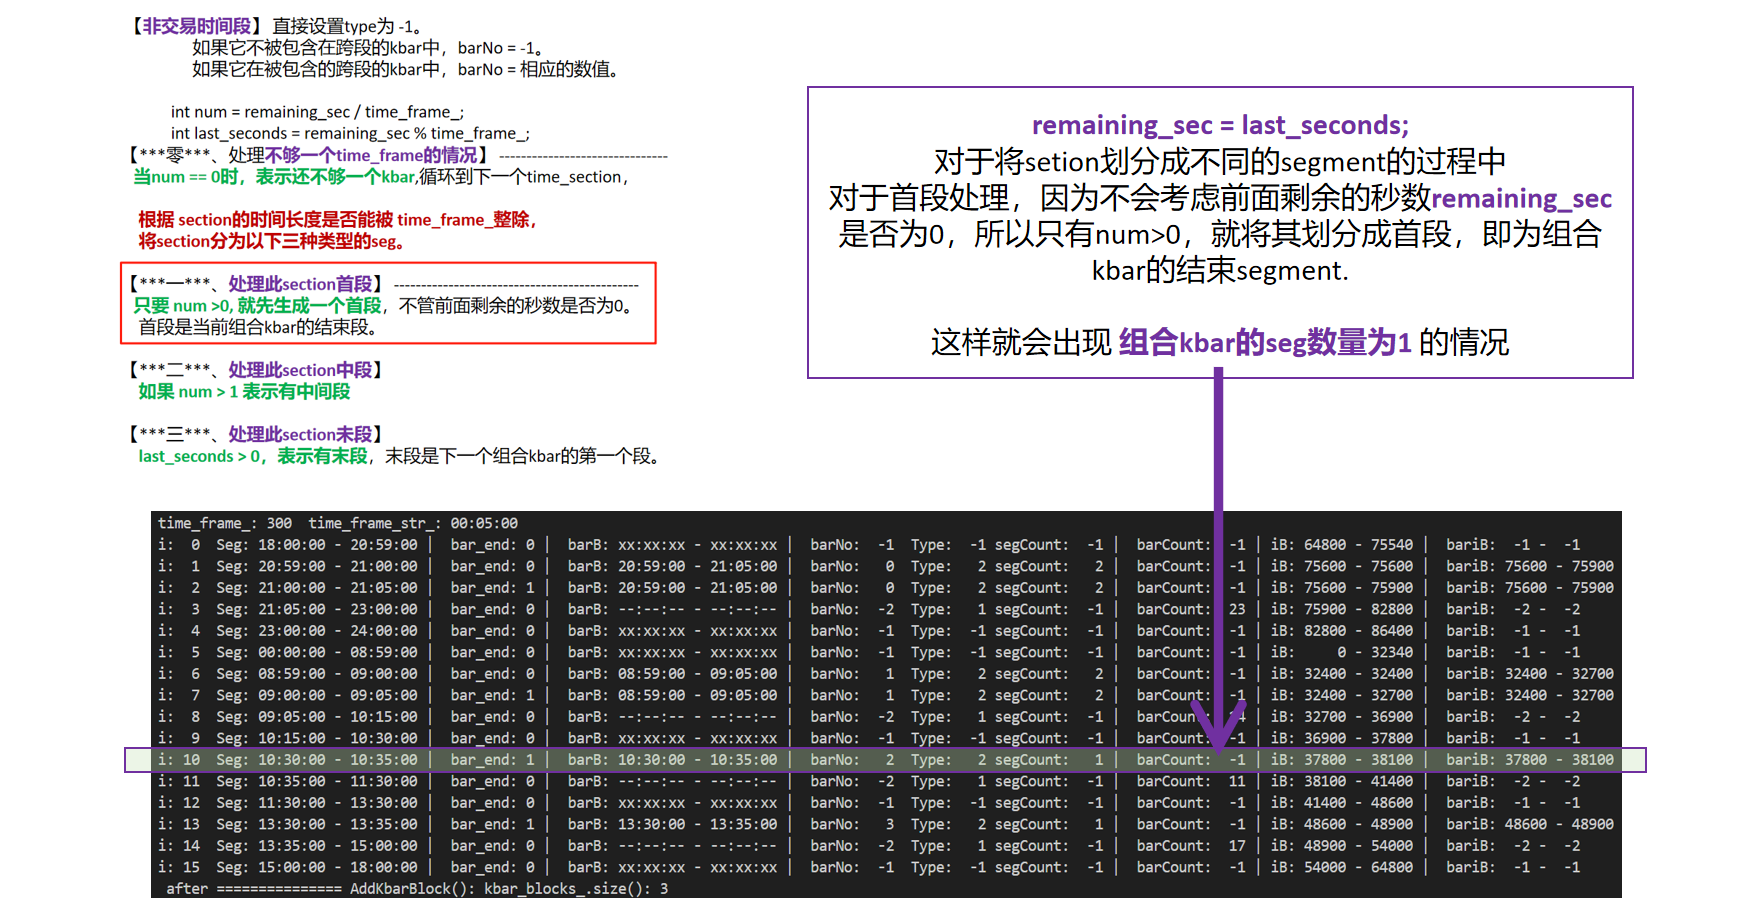 【非交易时间段】 直接设置type为 -1。
如果它不被包含在跨段的kbar中，barNo = -1。
如果它在被包含的跨段的kbar中，barNo = 相应的数值。
int num = remaining_sec / time_frame_;
int last_seconds = remaining_sec % time_frame_;
【***零***、处理不够一个time_frame的情况】 --------------------------------
当num == 0时，表示还不够一个kbar,循环到下一个time_section，
根据 section的时间长度是否能被 time_frame_整除，
将section分为以下三种类型的seg。
【***一***、处理此section首段】 ----------------------------------------------
只要 num >0, 就先生成一个首段，不管前面剩余的秒数是否为0。
首段是当前组合kbar的结束段。
【***二***、处理此section中段】
如果 num > 1 表示有中间段
【***三***、处理此section末段】
last_seconds > 0，表示有末段，末段是下一个组合kbar的第一个段。
remaining_sec = last_seconds;
对于将setion划分成不同的segment的过程中
对于首段处理，因为不会考虑前面剩余的秒数remaining_sec
是否为0，所以只有num>0，就将其划分成首段，即为组合
kbar的结束segment.
这样就会出现 组合kbar的seg数量为1 的情况
time_frame_: 300  time_frame_str_: 00:05:00
i:  0  Seg: 18:00:00 - 20:59:00 |  bar_end: 0 |  barB: xx:xx:xx - xx:xx:xx |  barNo:  -1  Type:  -1 segCount:  -1 |  barCount:  -1 | iB: 64800 - 75540 |  bariB:  -1 -  -1
i:  1  Seg: 20:59:00 - 21:00:00 |  bar_end: 0 |  barB: 20:59:00 - 21:05:00 |  barNo:   0  Type:   2 segCount:   2 |  barCount:  -1 | iB: 75600 - 75600 |  bariB: 75600 - 75900
i:  2  Seg: 21:00:00 - 21:05:00 |  bar_end: 1 |  barB: 20:59:00 - 21:05:00 |  barNo:   0  Type:   2 segCount:   2 |  barCount:  -1 | iB: 75600 - 75900 |  bariB: 75600 - 75900
i:  3  Seg: 21:05:00 - 23:00:00 |  bar_end: 0 |  barB: --:--:-- - --:--:-- |  barNo:  -2  Type:   1 segCount:  -1 |  barCount:  23 | iB: 75900 - 82800 |  bariB:  -2 -  -2
i:  4  Seg: 23:00:00 - 24:00:00 |  bar_end: 0 |  barB: xx:xx:xx - xx:xx:xx |  barNo:  -1  Type:  -1 segCount:  -1 |  barCount:  -1 | iB: 82800 - 86400 |  bariB:  -1 -  -1
i:  5  Seg: 00:00:00 - 08:59:00 |  bar_end: 0 |  barB: xx:xx:xx - xx:xx:xx |  barNo:  -1  Type:  -1 segCount:  -1 |  barCount:  -1 | iB:     0 - 32340 |  bariB:  -1 -  -1
i:  6  Seg: 08:59:00 - 09:00:00 |  bar_end: 0 |  barB: 08:59:00 - 09:05:00 |  barNo:   1  Type:   2 segCount:   2 |  barCount:  -1 | iB: 32400 - 32400 |  bariB: 32400 - 32700
i:  7  Seg: 09:00:00 - 09:05:00 |  bar_end: 1 |  barB: 08:59:00 - 09:05:00 |  barNo:   1  Type:   2 segCount:   2 |  barCount:  -1 | iB: 32400 - 32700 |  bariB: 32400 - 32700
i:  8  Seg: 09:05:00 - 10:15:00 |  bar_end: 0 |  barB: --:--:-- - --:--:-- |  barNo:  -2  Type:   1 segCount:  -1 |  barCount: | iB: 32700 - 36900 |  bariB:  -2 -  -2
i:  9  Seg: 10:15:00 - 10:30:00 |  bar_end: 0 |  barB: xx:xx:xx - xx:xx:xx |  barNo:  -1  Type:  -1 segCount:  -1 |  barCount:  -1 | iB: 36900 - 37800 |  bariB:  -1 -  -1
i: 10  Seg: 10:30:00 - 10:35:00 |  bar_end: 1 |  barB: 10:30:00 - 10:35:00 |  barNo:   2  Type:   2 segCount:   1 |  barCount:  -1 | iB: 37800 - 38100 |  bariB: 37800 - 38100
i: 11  Seg: 10:35:00 - 11:30:00 |  bar_end: 0 |  barB: --:--:-- - --:--:-- |  barNo:  -2  Type:   1 segCount:  -1 |  barCount:  11 | iB: 38100 - 41400 |  bariB:  -2 -  -2
i: 12  Seg: 11:30:00 - 13:30:00 |  bar_end: 0 |  barB: xx:xx:xx - xx:xx:xx |  barNo:  -1  Type:  -1 segCount:  -1 |  barCount:  -1 | iB: 41400 - 48600 |  bariB:  -1 -  -1
i: 13  Seg: 13:30:00 - 13:35:00 |  bar_end: 1 |  barB: 13:30:00 - 13:35:00 |  barNo:   3  Type:   2 segCount:   1 |  barCount:  -1 | iB: 48600 - 48900 |  bariB: 48600 - 48900
i: 14  Seg: 13:35:00 - 15:00:00 |  bar_end: 0 |  barB: --:--:-- - --:--:-- |  barNo:  -2  Type:   1 segCount:  -1 |  barCount:  17 | iB: 48900 - 54000 |  bariB:  -2 -  -2
i: 15  Seg: 15:00:00 - 18:00:00 |  bar_end: 0 |  barB: xx:xx:xx - xx:xx:xx |  barNo:  -1  Type:  -1 segCount:  -1 |  barCount:  -1 | iB: 54000 - 64800 |  bariB:  -1 -  -1
after =============== AddKbarBlock(): kbar_blocks_.size(): 3